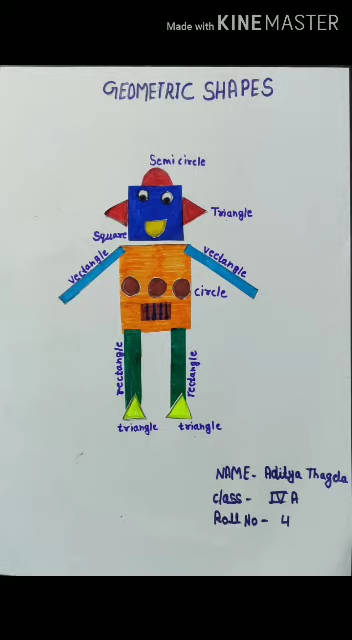 Made with KINEMASTER
GEOMETRIC SHAPES
Semi circle
Triangle
Square
rectangle
rectangle
circle
rectangle
rectangle
triangle
triangle
NAME- Aditya Thagela
class- IV A
Roll No- 4